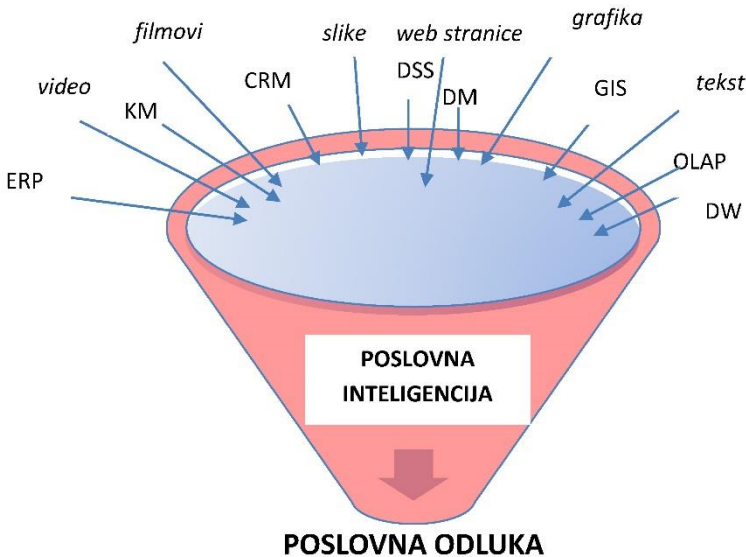 filmovi
slike
web stranice
grafika
video
KM
CRM
DSS
DM
GIS
tekst
ERP
OLAP
DW
POSLOVNA
INTELIGENCIJA
POSLOVNA ODLUKA